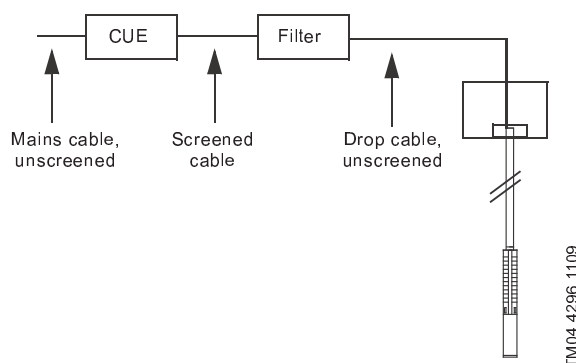 CUE
Filter
Mains cable,
unscreened
Screened
cable
Drop cable,
unscreened
TM04 4296 1109